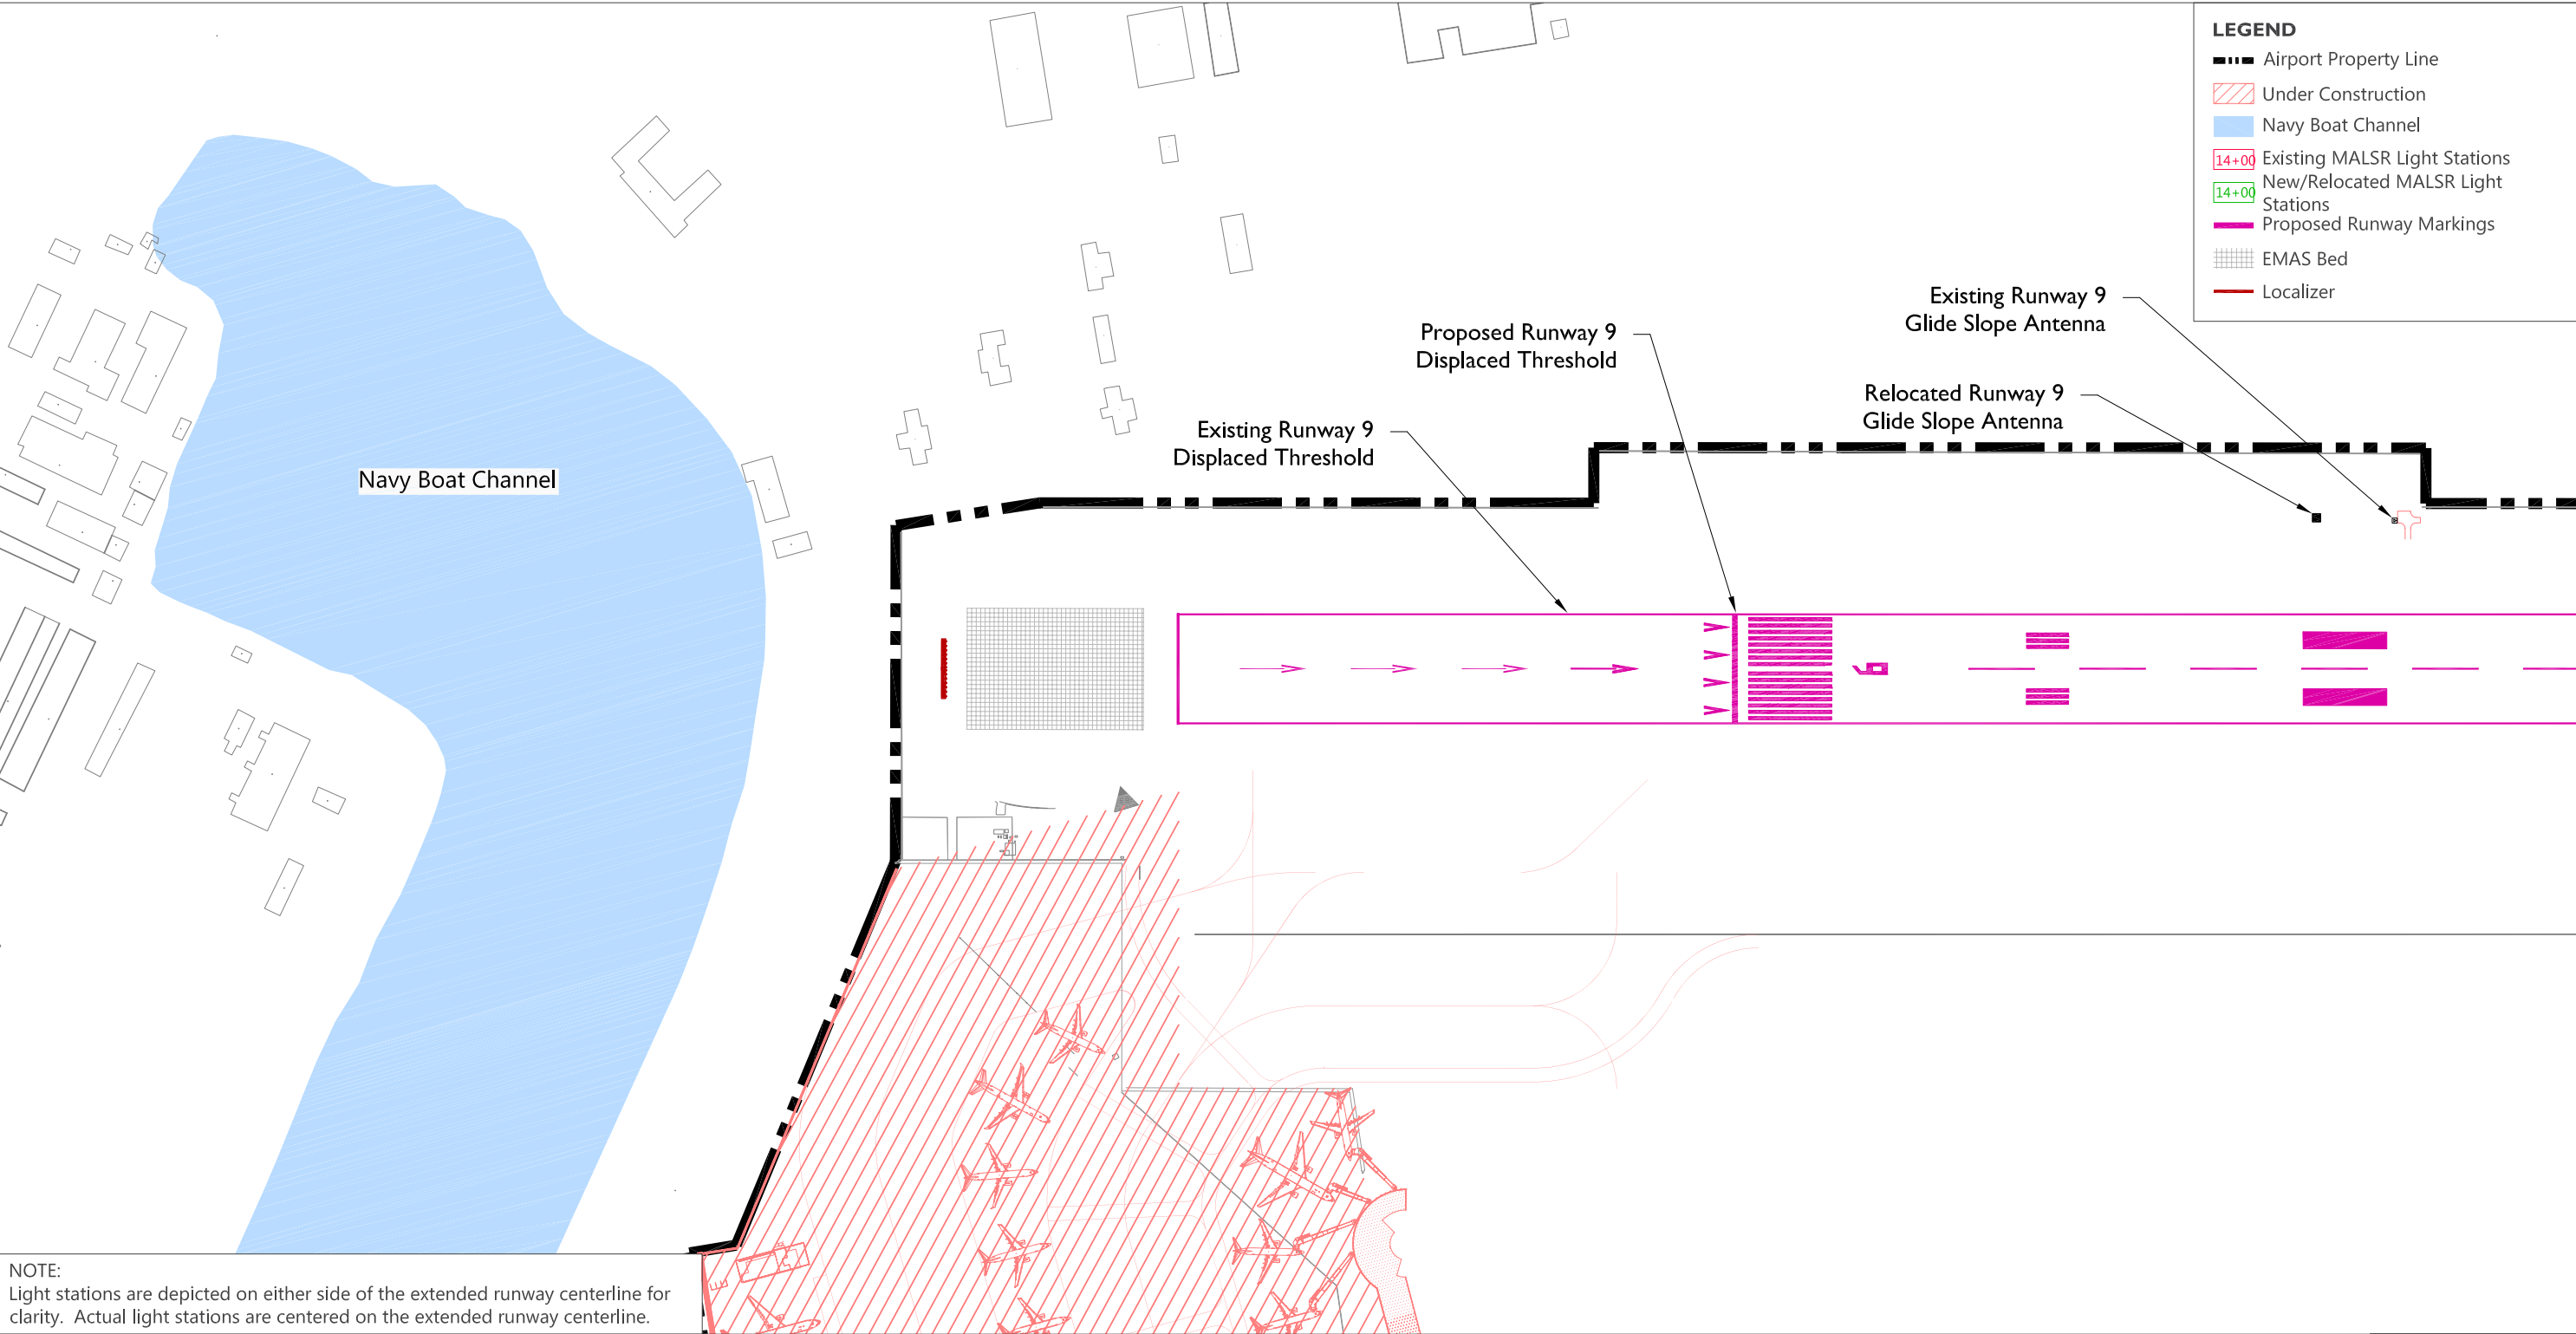 LEGEND
Airport Property Line
Under Construction
Navy Boat Channel
14+00 Existing MALSR Light Stations
14+00 New/Relocated MALSR Light
Stations
Proposed Runway Markings
EMAS Bed
Localizer
Existing Runway 9
Glide Slope Antenna
Proposed Runway 9
Displaced Threshold
Relocated Runway 9
Glide Slope Antenna
Existing Runway 9
Displaced Threshold
Navy Boat Channel
9
NOTE:
Light stations are depicted on either side of the extended runway centerline for
clarity. Actual light stations are centered on the extended runway centerline.